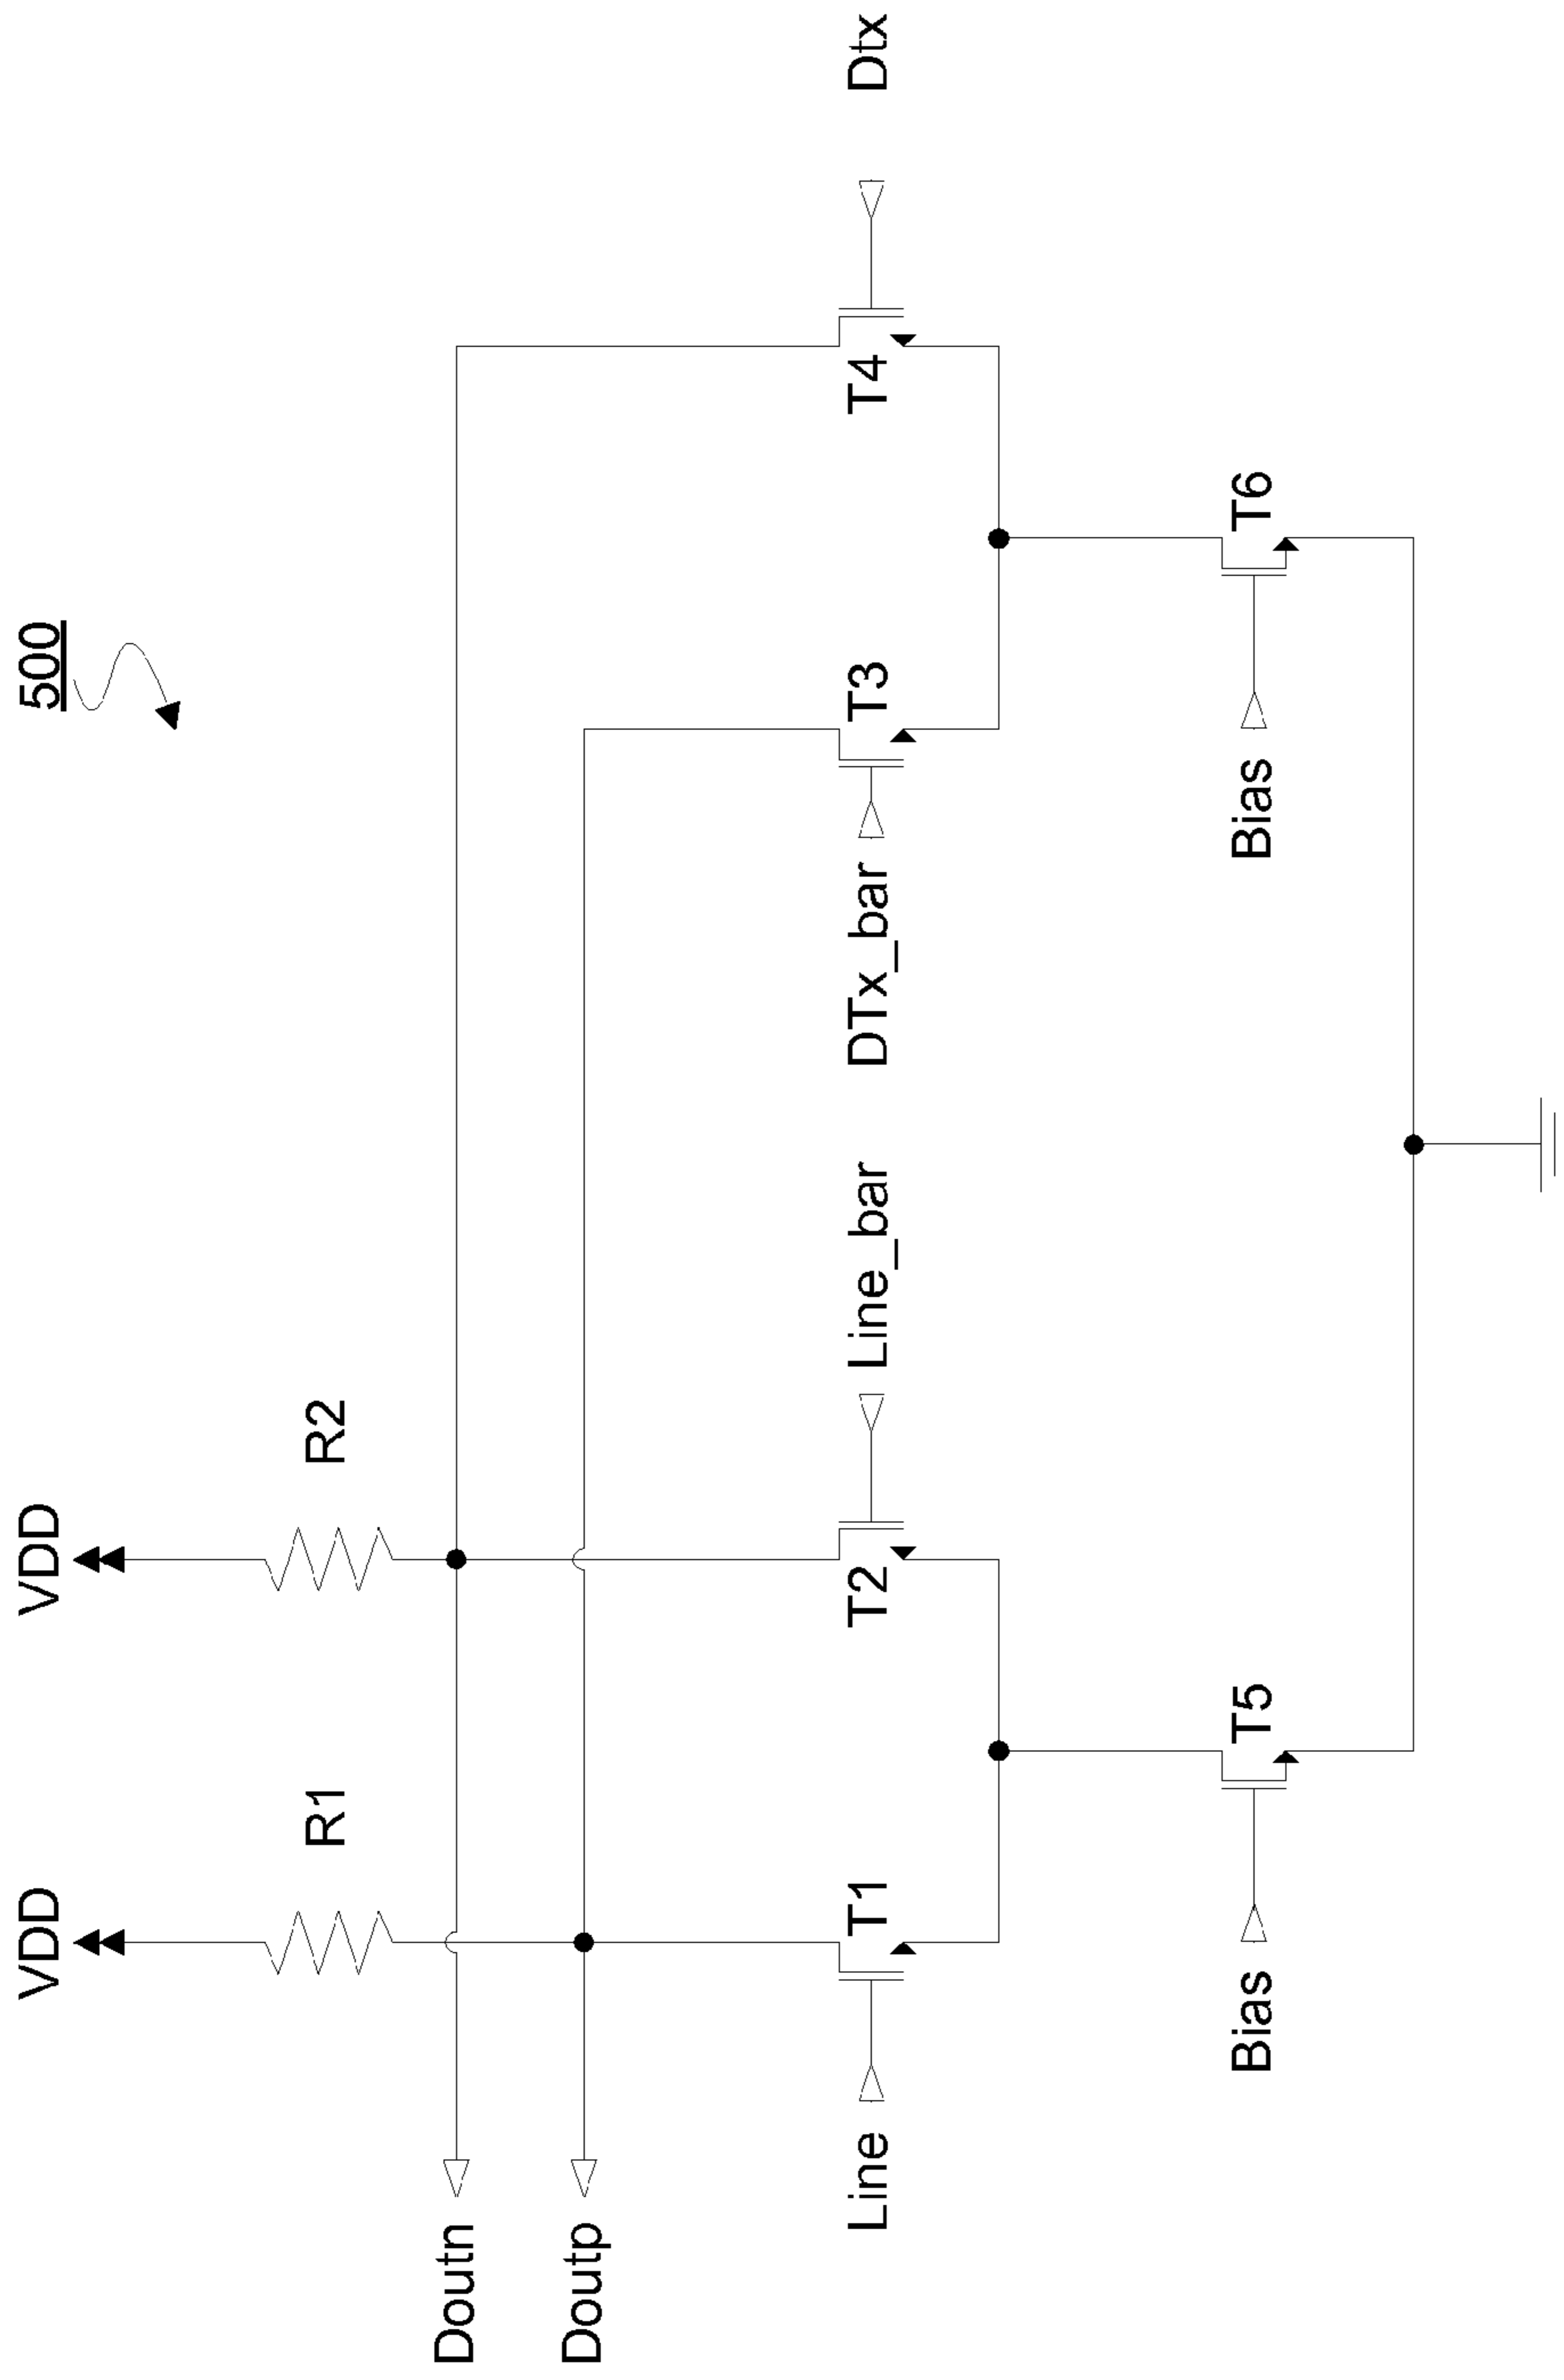 500
VDD
VDD
R1
R2
Doutn
Doutp
Line
T1
T2
Line_bar
DTx_bar
T3
T4
Dtx
Bias
T5
Bias
T6